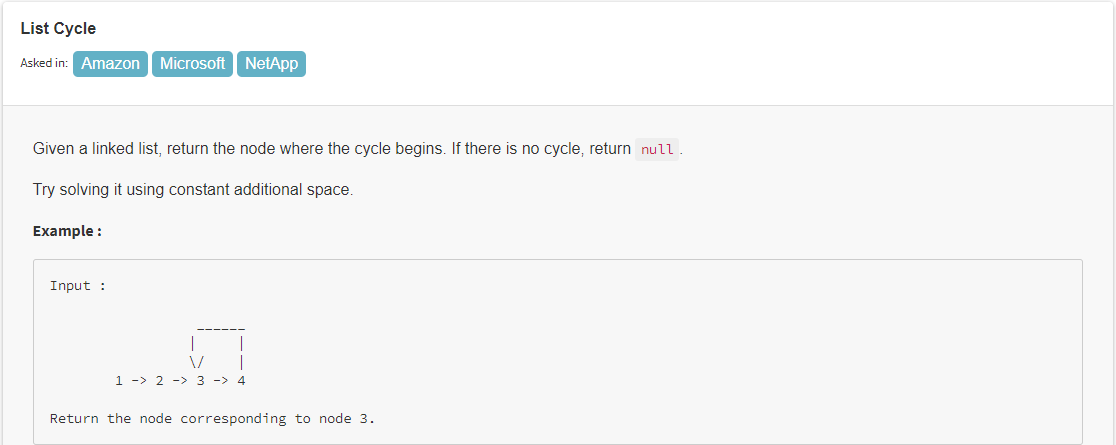 List Cycle
Asked in: Amazon Microsoft NetApp
Given a linked list, return the node where the cycle begins. If there is no cycle, return null.
Try solving it using constant additional space.
Example :
Input :
______
|     |
\/    |
1 -> 2 -> 3 -> 4
Return the node corresponding to node 3.